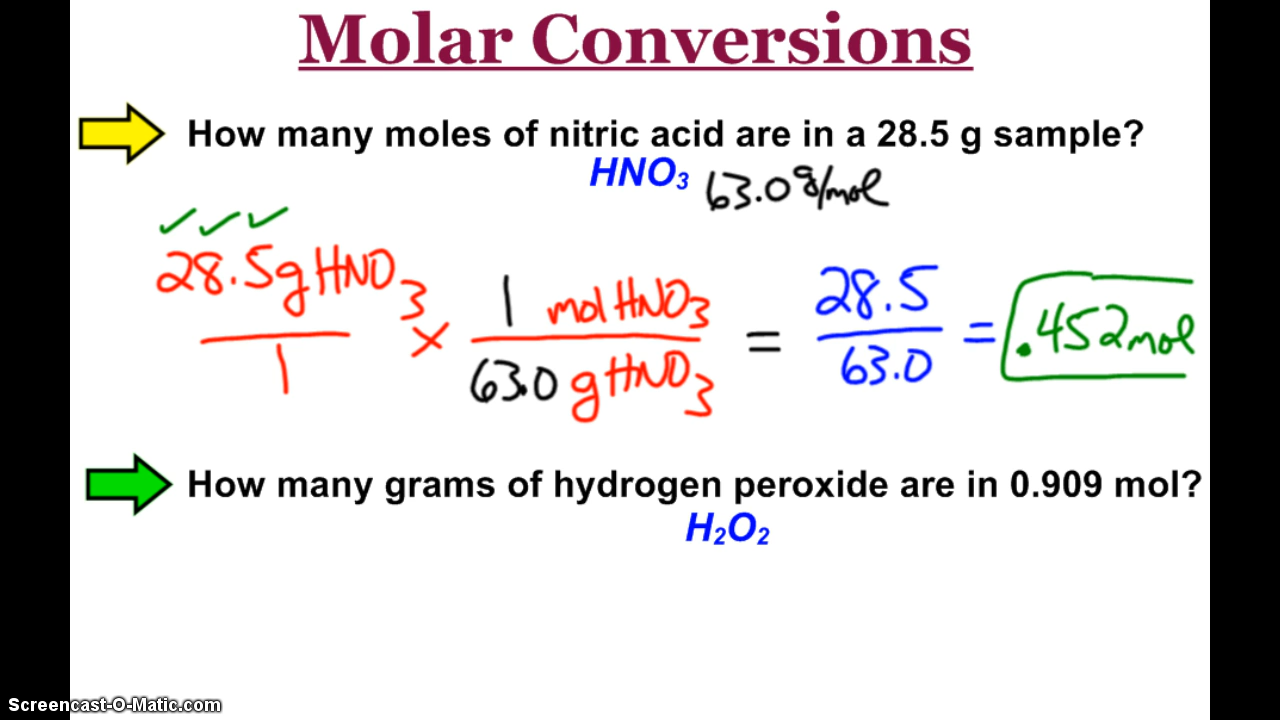 Molar Conversions
How many moles of nitric acid are in a 28.5 g sample?
HNO₃ 63.0 g/mol
28.5 g HNO₃ / 1 × 1 mol HNO₃ / 63.0 g HNO₃ = 28.5 / 63.0 = .452 mol
How many grams of hydrogen peroxide are in 0.909 mol?
H₂O₂
Screencast-O-Matic.com